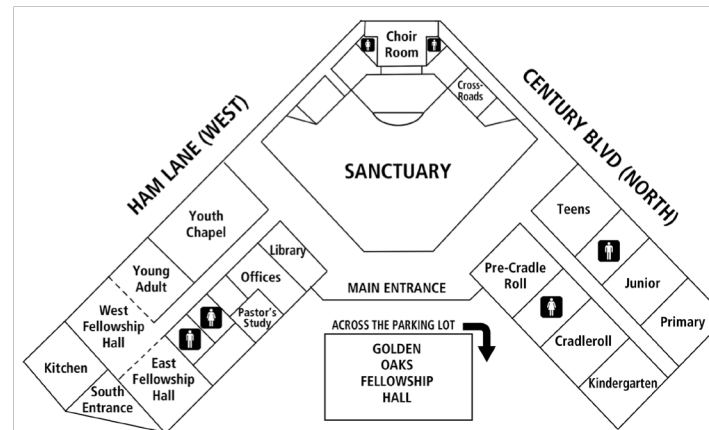 Choir
Room
Cross-
Roads
HAM LANE (WEST)
CENTURY BLVD (NORTH)
SANCTUARY
Youth
Chapel
Teens
Young
Adult
Library
Offices
Pastor's
Study
Pre-Cradle
Roll
Junior
West
Fellowship
Hall
MAIN ENTRANCE
Primary
Cradleroll
Kitchen
East
Fellowship
Hall
South
Entrance
Kindergarten
ACROSS THE PARKING LOT
GOLDEN
OAKS
FELLOWSHIP
HALL